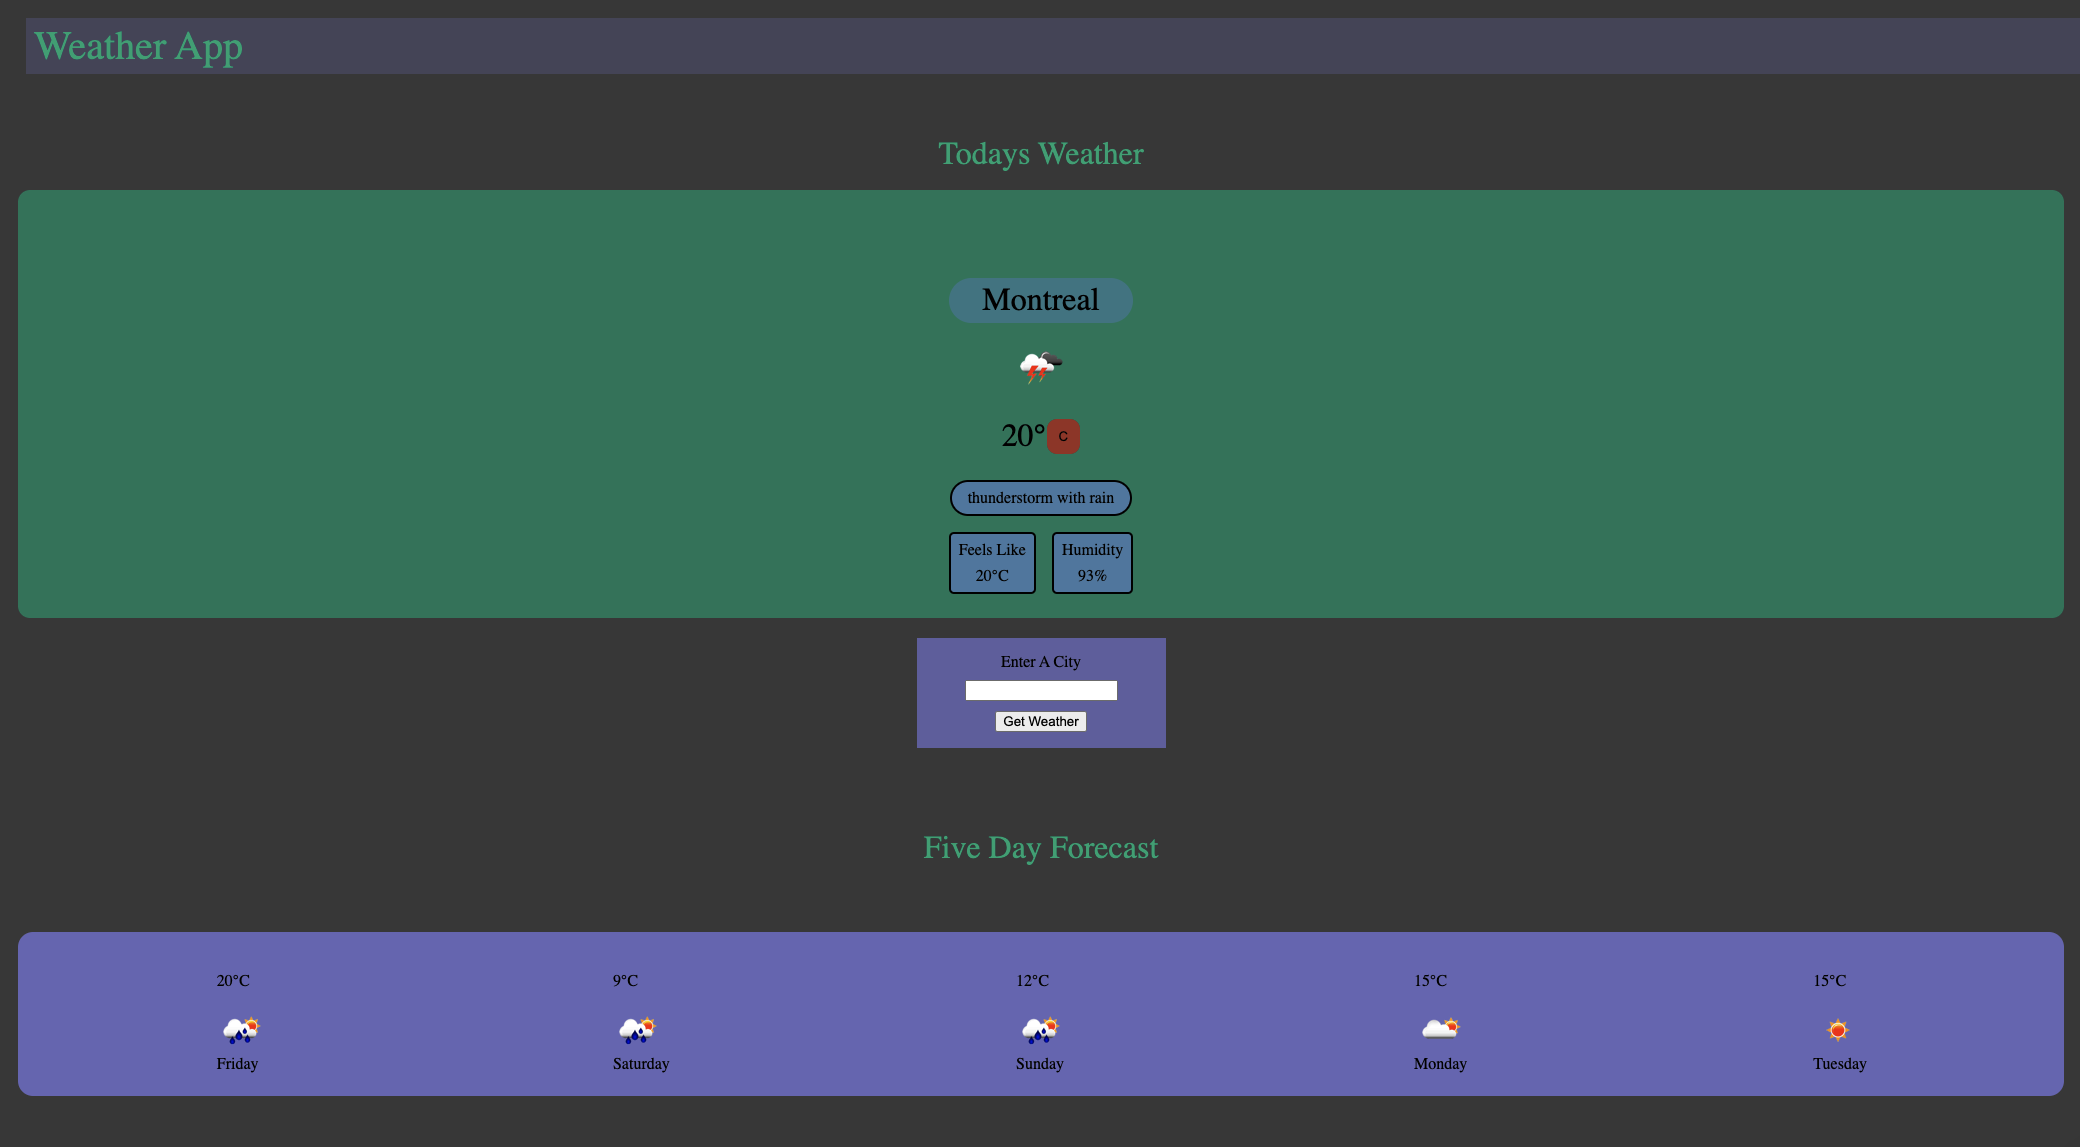 Weather App
Todays Weather
Montreal
20° C
thunderstorm with rain
Feels Like
20°C
Humidity
93%
Enter A City
Get Weather
Five Day Forecast
20°C
Friday
9°C
Saturday
12°C
Sunday
15°C
Monday
15°C
Tuesday